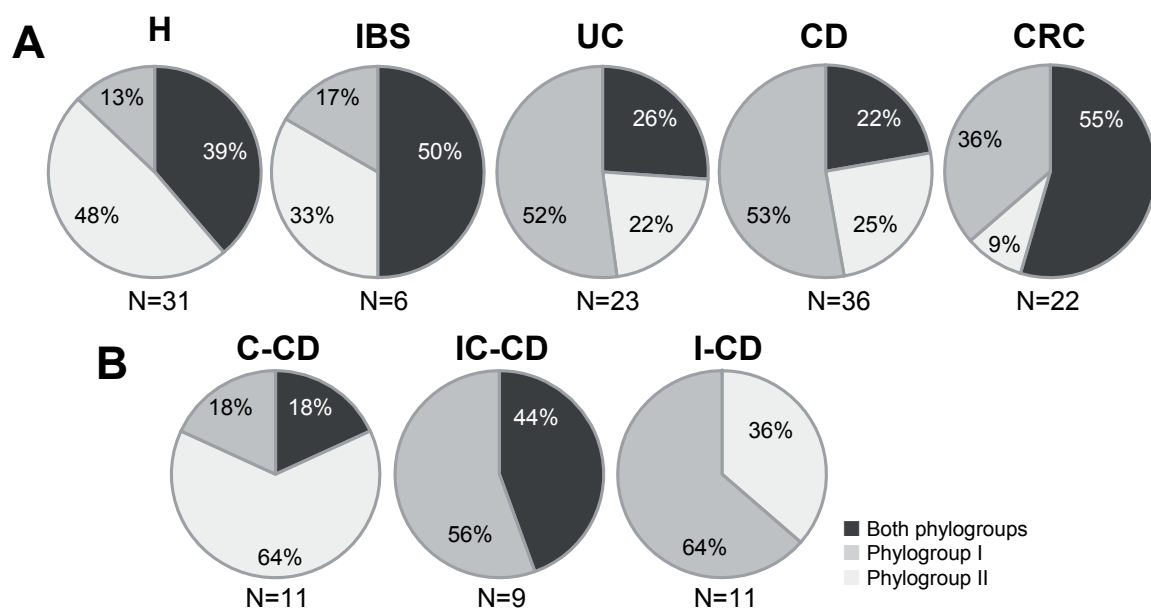 A
H
IBS
UC
CD
CRC
13%
39%
48%
17%
50%
33%
26%
52%
22%
22%
53%
25%
36%
55%
9%
N=31
N=6
N=23
N=36
N=22
B
C-CD
IC-CD
I-CD
18%
18%
64%
44%
56%
36%
64%
N=11
N=9
N=11
Both phylogroups
Phylogroup I
Phylogroup II